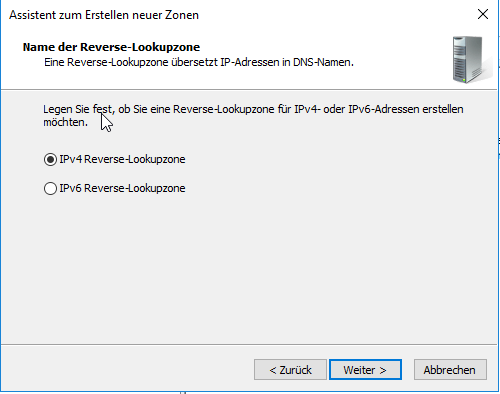 Assistent zum Erstellen neuer Zonen
Name der Reverse-Lookupzone
Eine Reverse-Lookupzone übersetzt IP-Adressen in DNS-Namen.
Legen Sie fest, ob Sie eine Reverse-Lookupzone für IPv4- oder IPv6-Adressen erstellen
möchten.
IPv4 Reverse-Lookupzone
IPv6 Reverse-Lookupzone
< Zurück
Weiter >
Abbrechen